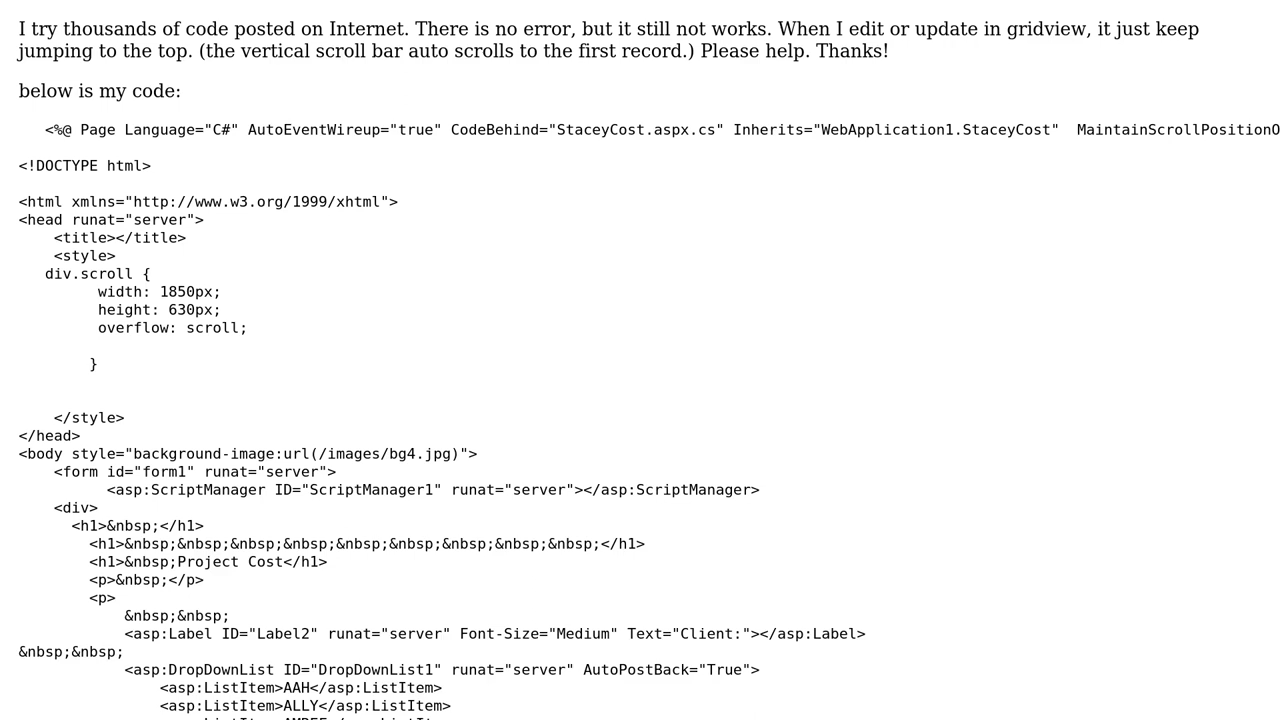 I try thousands of code posted on Internet. There is no error, but it still not works. When I edit or update in gridview, it just keep
jumping to the top. (the vertical scroll bar auto scrolls to the first record.) Please help. Thanks!
below is my code:
<%@ Page Language="C#" AutoEventWireup="true" CodeBehind="StaceyCost.aspx.cs" Inherits="WebApplication1.StaceyCost"  MaintainScrollPositionO
<!DOCTYPE html>
<html xmlns="http://www.w3.org/1999/xhtml">
<head runat="server">
<title></title>
<style>
div.scroll {
width: 1850px;
height: 630px;
overflow: scroll;
}
</style>
</head>
<body style="background-image:url(/images/bg4.jpg)">
<form id="form1" runat="server">
<asp:ScriptManager ID="ScriptManager1" runat="server"></asp:ScriptManager>
<div>
<h1>&nbsp;</h1>
<h1>&nbsp;&nbsp;&nbsp;&nbsp;&nbsp;&nbsp;&nbsp;&nbsp;&nbsp;</h1>
<h1>&nbsp;Project Cost</h1>
<p>&nbsp;</p>
<p>
&nbsp;&nbsp;
<asp:Label ID="Label2" runat="server" Font-Size="Medium" Text="Client:"></asp:Label>
&nbsp;&nbsp;
<asp:DropDownList ID="DropDownList1" runat="server" AutoPostBack="True">
<asp:ListItem>AAH</asp:ListItem>
<asp:ListItem>ALLY</asp:ListItem>